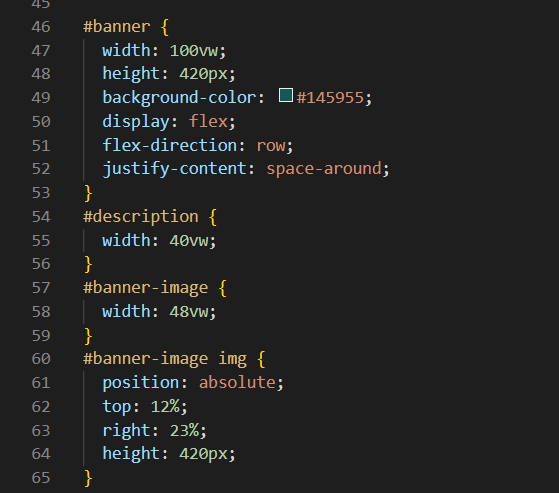 45
46 #banner {
47 width: 100vw;
48 height: 420px;
49 background-color: #145955;
50 display: flex;
51 flex-direction: row;
52 justify-content: space-around;
53 }
54 #description {
55 width: 40vw;
56 }
57 #banner-image {
58 width: 48vw;
59 }
60 #banner-image img {
61 position: absolute;
62 top: 12%;
63 right: 23%;
64 height: 420px;
65 }